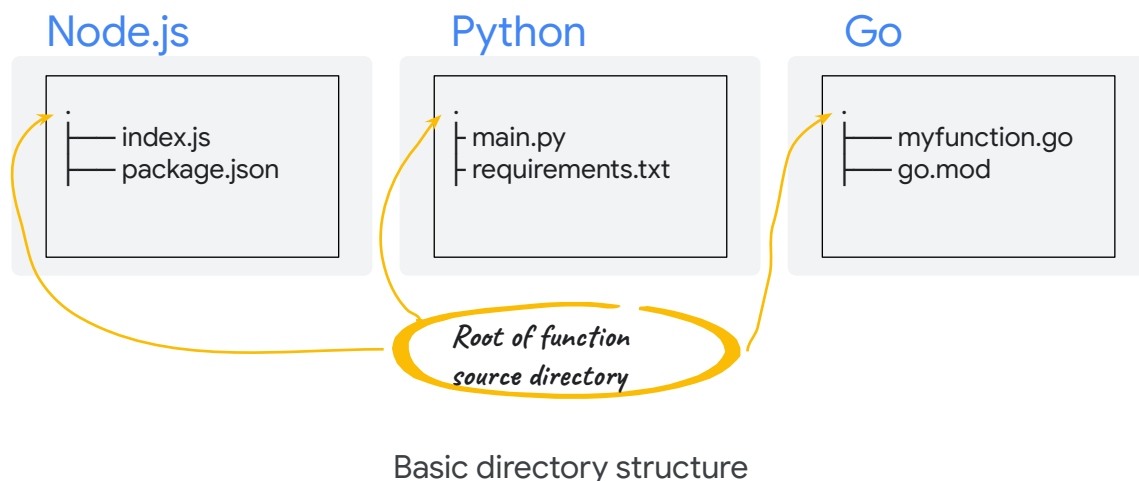 Node.js
.
├── index.js
├── package.json
Python
.
├ main.py
├ requirements.txt
Go
.
├── myfunction.go
├── go.mod
Root of function
source directory
Basic directory structure